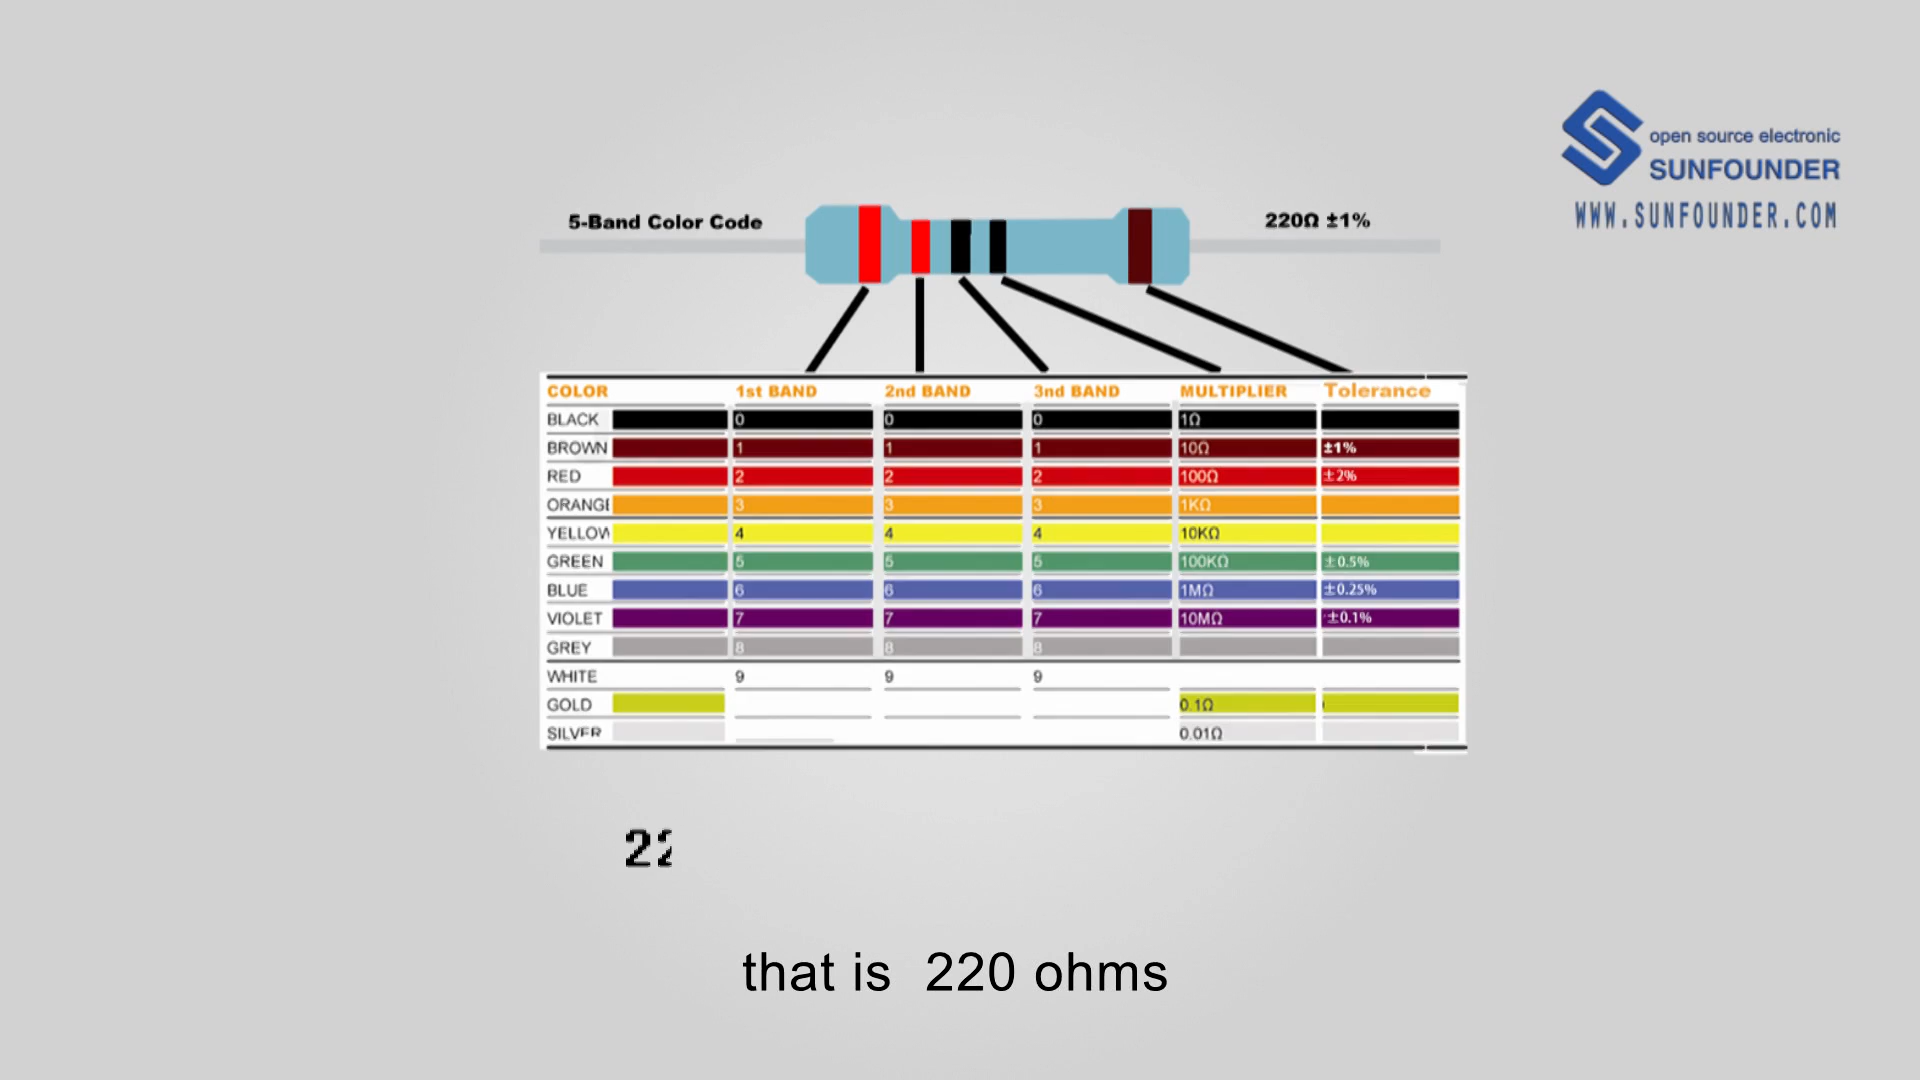 open source electronic
SUNFOUNDER
WWW.SUNFOUNDER.COM
5-Band Color Code
220Ω ±1%
COLOR 1st BAND 2nd BAND 3nd BAND MULTIPLIER Tolerance
BLACK 0 0 0 1Ω
BROWN 1 1 1 10Ω ±1%
RED 2 2 2 100Ω ±2%
ORANGE 3 3 3 1KΩ
YELLOW 4 4 4 10KΩ
GREEN 5 5 5 100KΩ ±0.5%
BLUE 6 6 6 1MΩ ±0.25%
VIOLET 7 7 7 10MΩ ±0.1%
GREY 8 8 8
WHITE 9 9 9
GOLD 0.1Ω
SILVER 0.01Ω
22
that is 220 ohms